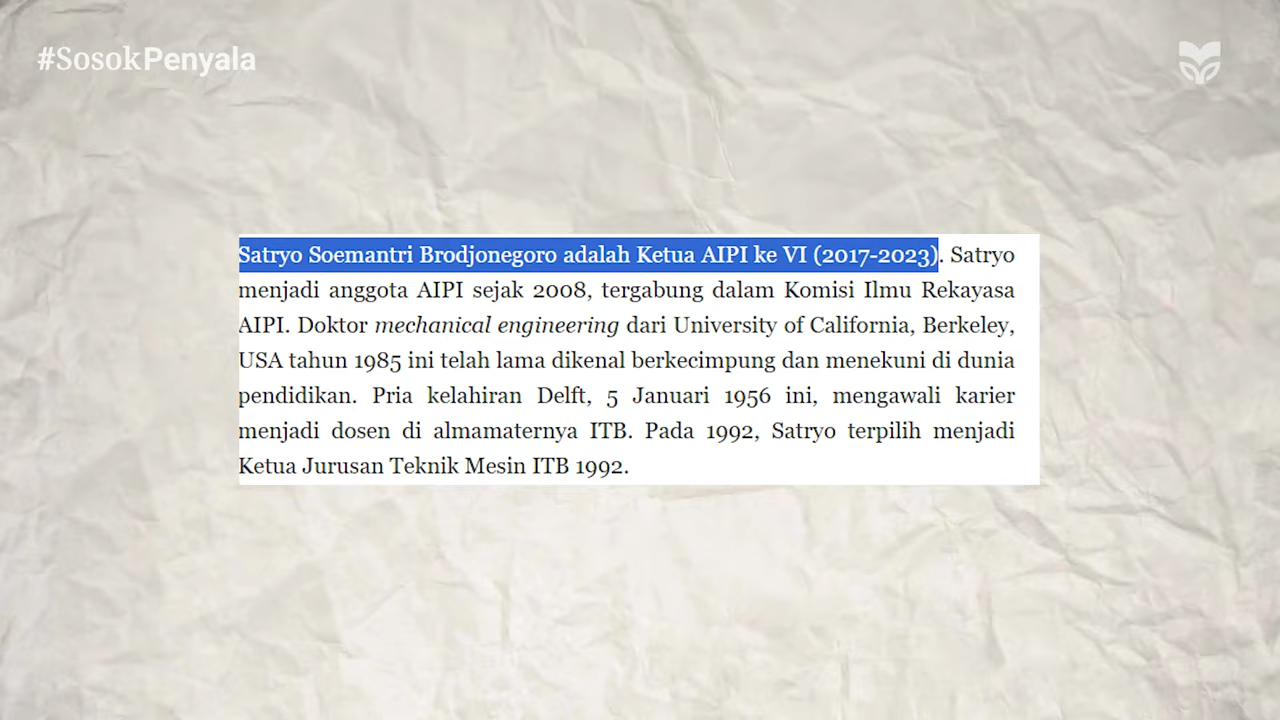 #SosokPenyala
Satryo Soemantri Brodjonegoro adalah Ketua AIPI ke VI (2017-2023). Satryo
menjadi anggota AIPI sejak 2008, tergabung dalam Komisi Ilmu Rekayasa
AIPI. Doktor mechanical engineering dari University of California, Berkeley,
USA tahun 1985 ini telah lama dikenal berkecimpung dan menekuni di dunia
pendidikan. Pria kelahiran Delft, 5 Januari 1956 ini, mengawali karier
menjadi dosen di almamaternya ITB. Pada 1992, Satryo terpilih menjadi
Ketua Jurusan Teknik Mesin ITB 1992.